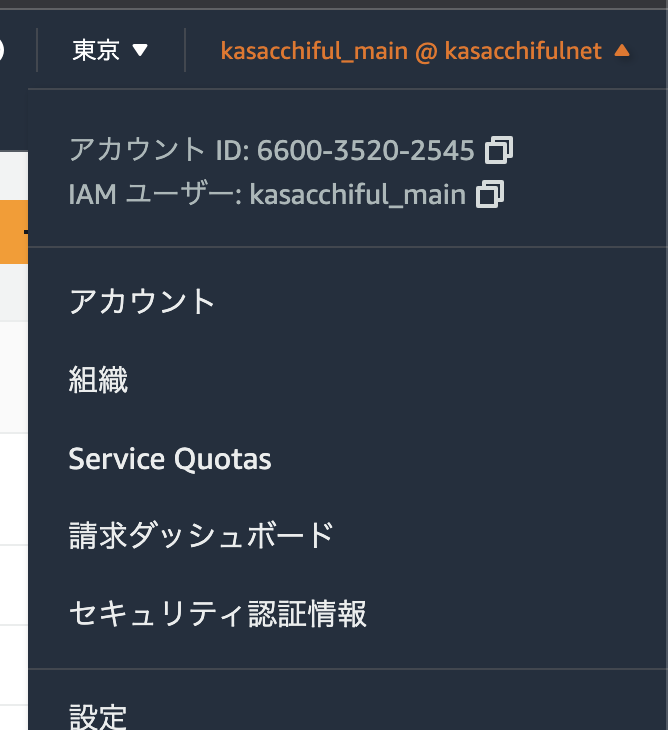 東京 ▼ kasacchiful_main @ kasacchifulnet ▲
アカウント ID: 6600-3520-2545
IAM ユーザー: kasacchiful_main
アカウント
組織
Service Quotas
請求ダッシュボード
セキュリティ認証情報
設定